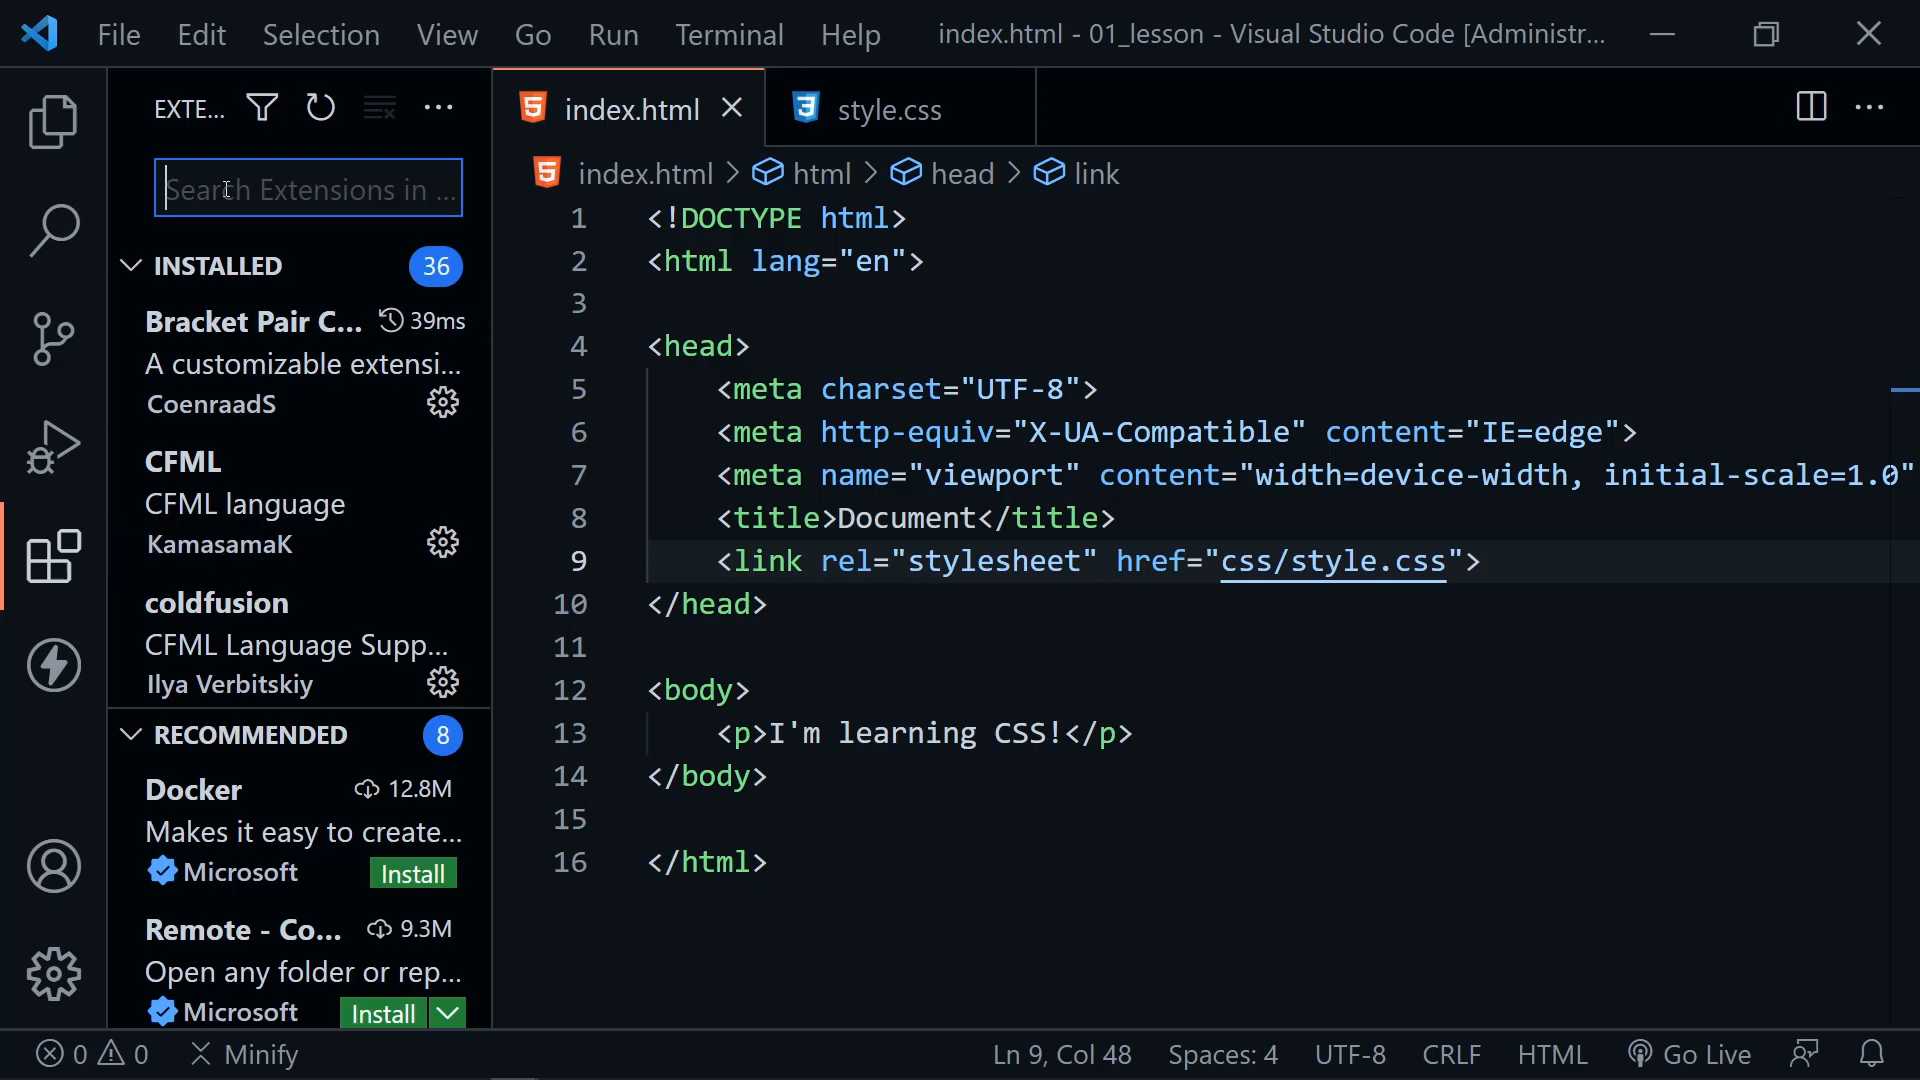 File Edit Selection View Go Run Terminal Help index.html - 01_lesson - Visual Studio Code [Administr...
EXTE...
Search Extensions in ...
INSTALLED 36
Bracket Pair C... 39ms
A customizable extensi...
CoenraadS
CFML
CFML language
KamasamaK
coldfusion
CFML Language Supp...
Ilya Verbitskiy
RECOMMENDED 8
Docker 12.8M
Makes it easy to create...
Microsoft Install
Remote - Co... 9.3M
Open any folder or rep...
Microsoft Install
index.html style.css
index.html > html > head > link
1 <!DOCTYPE html>
2 <html lang="en">
3
4 <head>
5 <meta charset="UTF-8">
6 <meta http-equiv="X-UA-Compatible" content="IE=edge">
7 <meta name="viewport" content="width=device-width, initial-scale=1.0"
8 <title>Document</title>
9 <link rel="stylesheet" href="css/style.css">
10 </head>
11
12 <body>
13 <p>I'm learning CSS!</p>
14 </body>
15
16 </html>
0 0 Minify Ln 9, Col 48 Spaces: 4 UTF-8 CRLF HTML Go Live